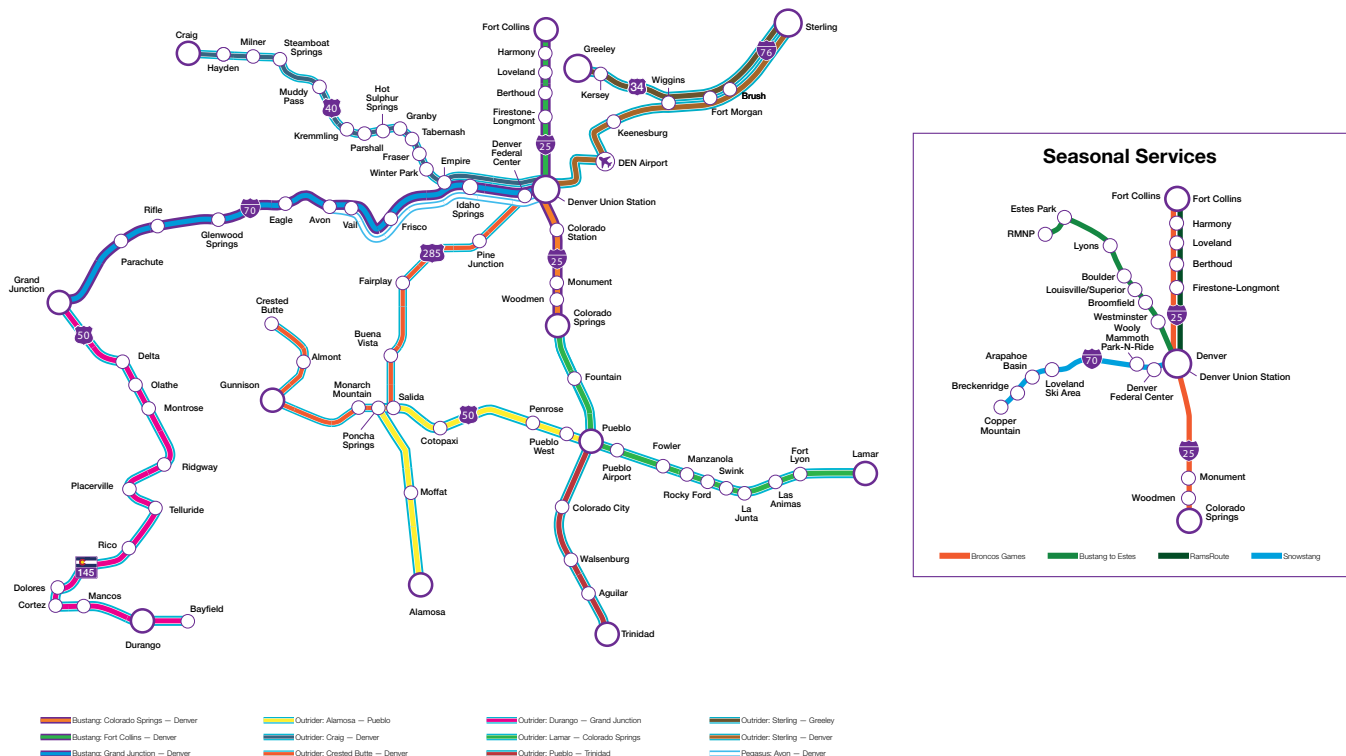 Craig
Hayden
Milner
Steamboat
Springs
Muddy
Pass
40
Kremmling
Parshall
Hot
Sulphur
Springs
Granby
Tabernash
Fraser
Winter Park
Empire
Idaho
Springs
Denver
Federal
Center
Fort Collins
Harmony
Loveland
Berthoud
Firestone-
Longmont
25
Denver Union Station
Greeley
Kersey
34
Wiggins
Fort Morgan
Brush
76
Sterling
Keenesburg
DEN Airport
Grand
Junction
Parachute
Rifle
Glenwood
Springs
70
Eagle
Avon
Vail
Frisco
285
Pine
Junction
Fairplay
Buena
Vista
Colorado
Station
25
Monument
Woodmen
Colorado
Springs
Fountain
Pueblo
50
Delta
Olathe
Montrose
Ridgway
Placerville
Telluride
Rico
145
Dolores
Cortez
Mancos
Durango
Bayfield
Crested
Butte
Almont
Gunnison
Monarch
Mountain
Salida
Poncha
Springs
Cotopaxi
50
Penrose
Pueblo
West
Moffat
Alamosa
Pueblo
Airport
Fowler
Manzanola
Rocky Ford
Swink
La
Junta
Las
Animas
Fort
Lyon
Lamar
Colorado City
Walsenburg
Aguilar
Trinidad
Seasonal Services
Fort Collins
Fort Collins
Harmony
Loveland
Berthoud
Firestone-Longmont
25
Estes Park
RMNP
Lyons
Boulder
Louisville/Superior
Broomfield
Westminster
Wooly
Mammoth
Park-N-Ride
70
Arapahoe
Basin
Breckenridge
Copper
Mountain
Loveland
Ski Area
Denver
Federal Center
Denver
Denver Union Station
25
Monument
Woodmen
Colorado
Springs
Broncos Games
Bustang to Estes
RamsRoute
Snowstang
Bustang: Colorado Springs — Denver
Bustang: Fort Collins — Denver
Bustang: Grand Junction — Denver
Outrider: Alamosa — Pueblo
Outrider: Craig — Denver
Outrider: Crested Butte — Denver
Outrider: Durango — Grand Junction
Outrider: Lamar — Colorado Springs
Outrider: Pueblo — Trinidad
Outrider: Sterling — Greeley
Outrider: Sterling — Denver
Pegasus: Avon — Denver